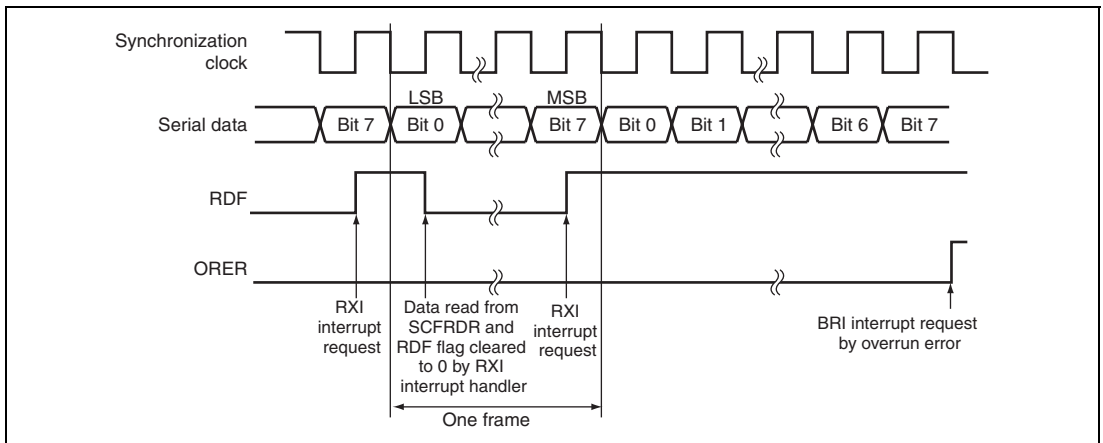 Synchronization
clock
LSB
MSB
Serial data
Bit 7
Bit 0
Bit 7
Bit 0
Bit 1
Bit 6
Bit 7
RDF
ORER
RXI
interrupt
request
Data read from
SCFRDR and
RDF flag cleared
to 0 by RXI
interrupt handler
RXI
interrupt
request
BRI interrupt request
by overrun error
One frame